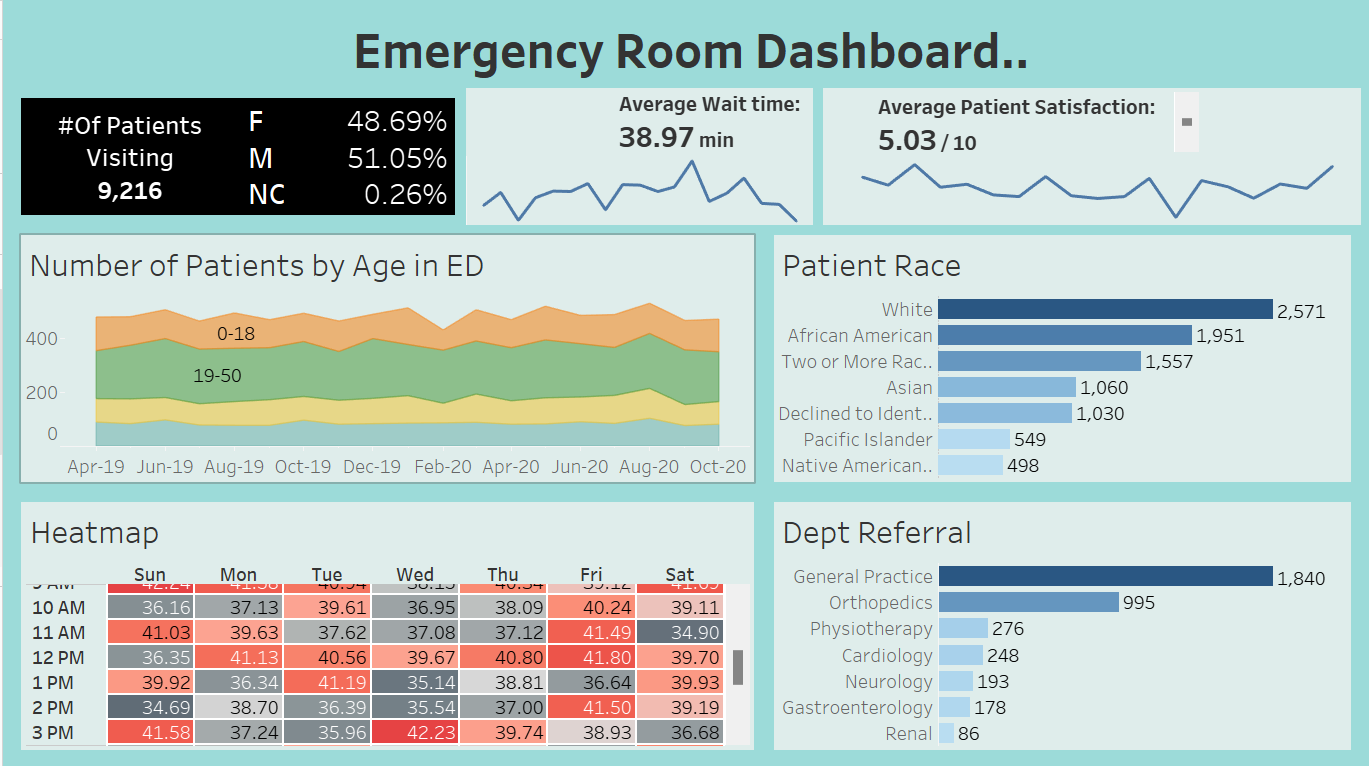 Emergency Room Dashboard..
#Of Patients
Visiting
9,216
F 48.69%
M 51.05%
NC 0.26%
Average Wait time:
38.97 min
Average Patient Satisfaction:
5.03 / 10
Number of Patients by Age in ED
400
200
0
0-18
19-50
Apr-19 Jun-19 Aug-19 Oct-19 Dec-19 Feb-20 Apr-20 Jun-20 Aug-20 Oct-20
Patient Race
White 2,571
African American 1,951
Two or More Rac.. 1,557
Asian 1,060
Declined to Ident.. 1,030
Pacific Islander 549
Native American.. 498
Heatmap
Sun Mon Tue Wed Thu Fri Sat
10 AM 36.16 37.13 39.61 36.95 38.09 40.24 39.11
11 AM 41.03 39.63 37.62 37.08 37.12 41.49 34.90
12 PM 36.35 41.13 40.56 39.67 40.80 41.80 39.70
1 PM 39.92 36.34 41.19 35.14 38.81 36.64 39.93
2 PM 34.69 38.70 36.39 35.54 37.00 41.50 39.19
3 PM 41.58 37.24 35.96 42.23 39.74 38.93 36.68
Dept Referral
General Practice 1,840
Orthopedics 995
Physiotherapy 276
Cardiology 248
Neurology 193
Gastroenterology 178
Renal 86